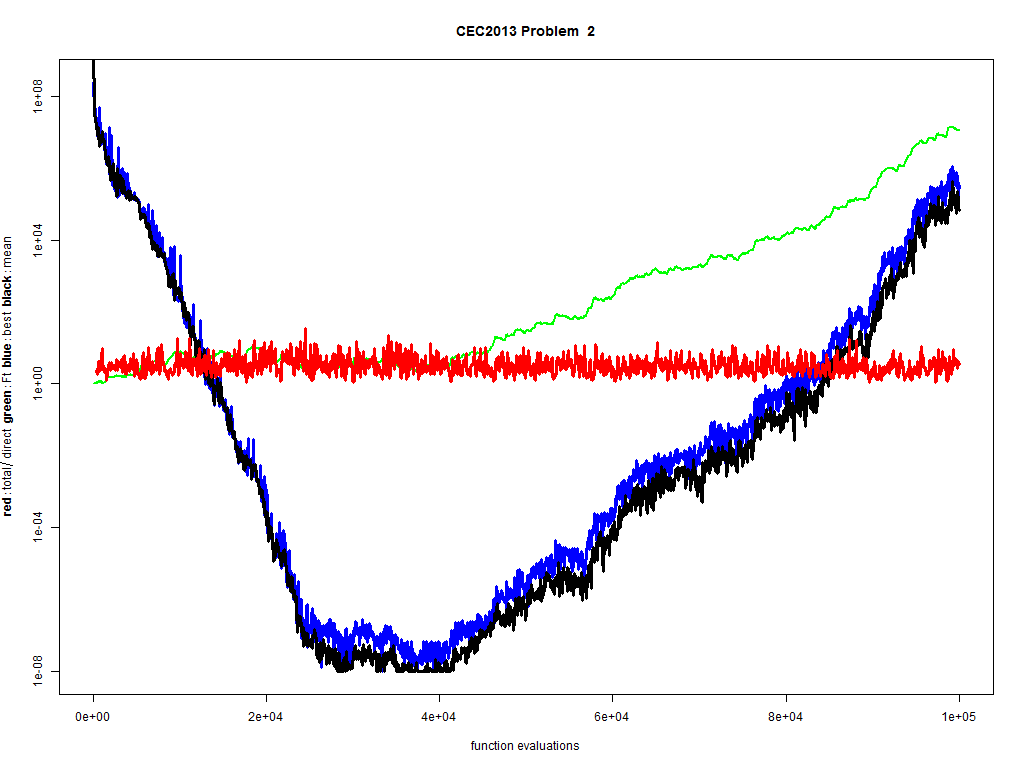 CEC2013 Problem 2
red : total/ direct green : Ft blue : best black : mean
1e+08
1e+04
1e+00
1e-04
1e-08
0e+00 2e+04 4e+04 6e+04 8e+04 1e+05
function evaluations